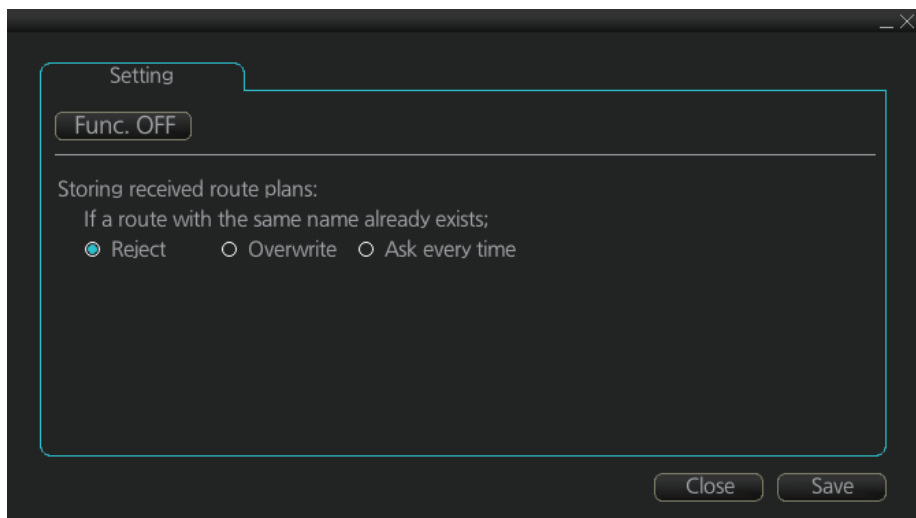 Setting
Func. OFF
Storing received route plans:
If a route with the same name already exists;
Reject Overwrite Ask every time
Close Save